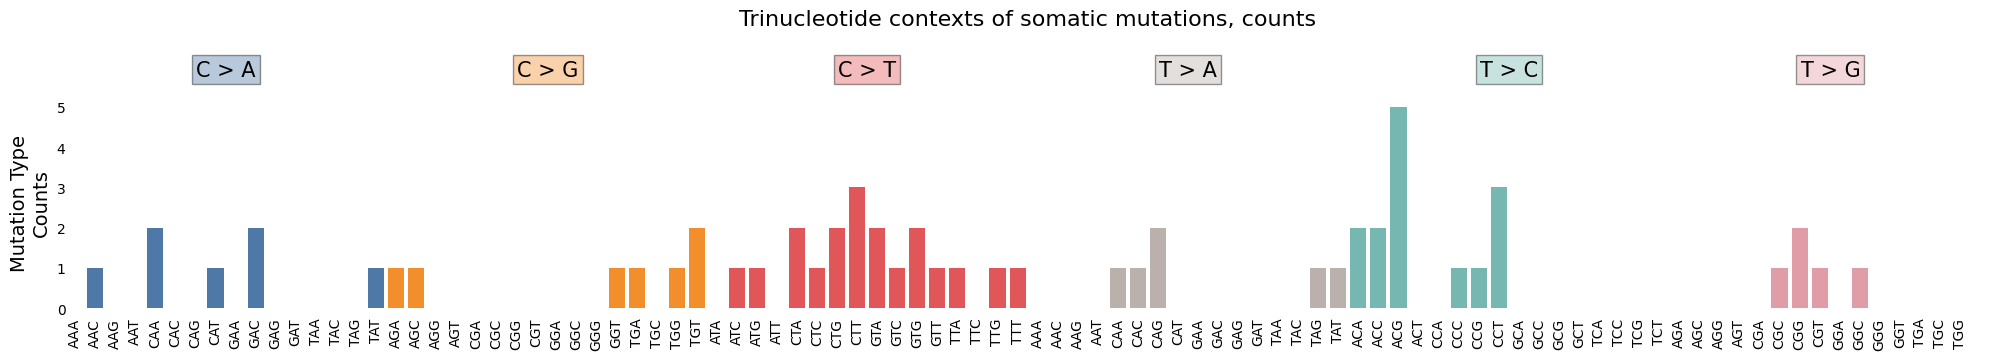 Trinucleotide contexts of somatic mutations, counts
C > A C > G C > T T > A T > C T > G
Mutation Type
Counts
5
4
3
2
1
0
AAA AAC AAG AAT CAA CAC CAG CAT GAA GAC GAG GAT TAA TAC TAG TAT AGA AGC AGG AGT CGA CGC CGG CGT GGA GGC GGG GGT TGA TGC TGG TGT ATA ATC ATG ATT CTA CTC CTG CTT GTA GTC GTG GTT TTA TTC TTG TTT AAA AAC AAG AAT CAA CAC CAG CAT GAA GAC GAG GAT TAA TAC TAG TAT ACA ACC ACG ACT CCA CCC CCG CCT GCA GCC GCG GCT TCA TCC TCG TCT AGA AGC AGG AGT CGA CGC CGG CGT GGA GGC GGG GGT TGA TGC TGG